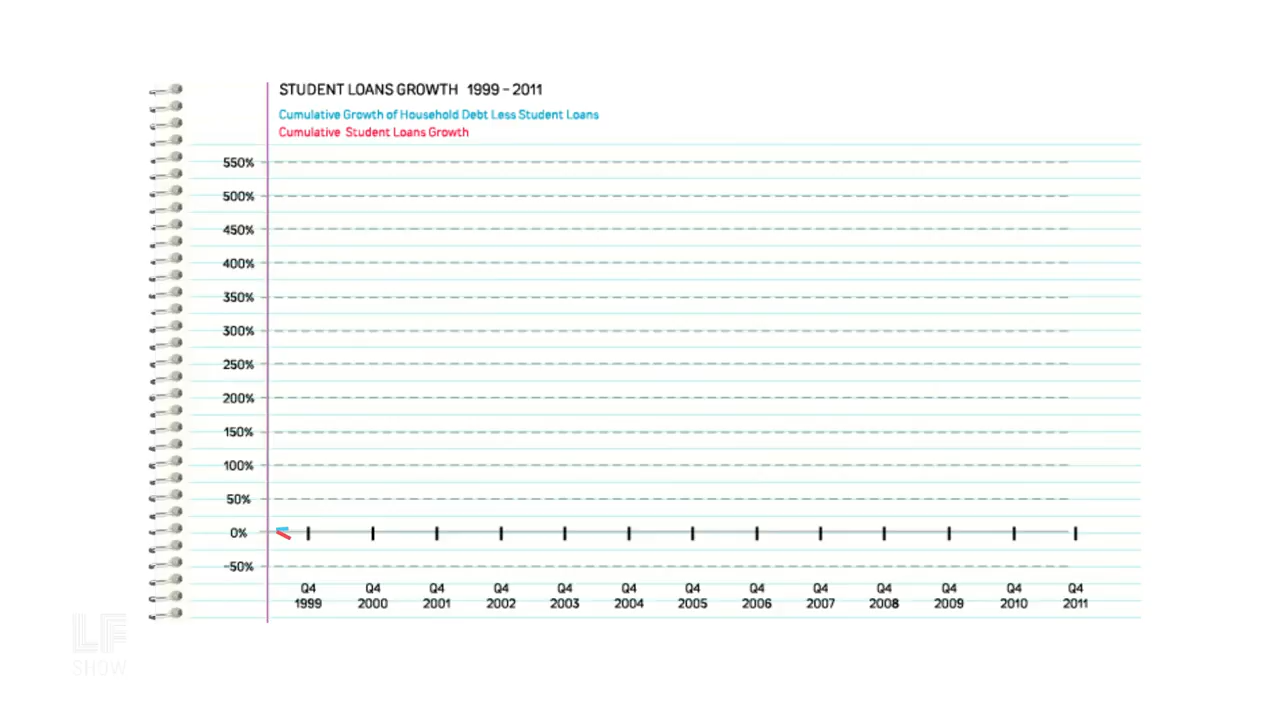 STUDENT LOANS GROWTH 1999 - 2011
Cumulative Growth of Household Debt Less Student Loans
Cumulative Student Loans Growth
550%
500%
450%
400%
350%
300%
250%
200%
150%
100%
50%
0%
-50%
Q4 Q4 Q4 Q4 Q4 Q4 Q4 Q4 Q4 Q4 Q4 Q4 Q4
1999 2000 2001 2002 2003 2004 2005 2006 2007 2008 2009 2010 2011
LF
SHOW